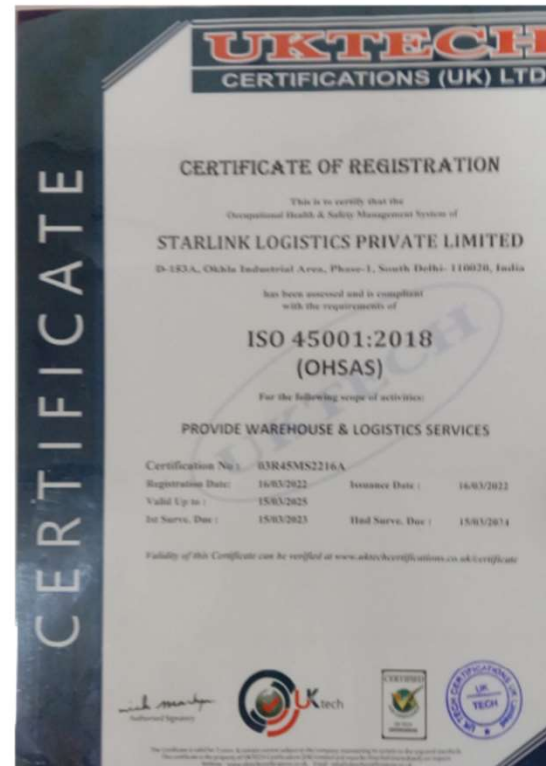 CERTIFICATE
UKTECH
CERTIFICATIONS (UK) LTD
CERTIFICATE OF REGISTRATION
This is to certify that the
Occupational Health & Safety Management System of
STARLINK LOGISTICS PRIVATE LIMITED
D-153A, Okhla Industrial Area, Phase-1, South Delhi- 110020, India
has been assessed and is compliant
with the requirements of
ISO 45001:2018
(OHSAS)
For the following scope of activities:
PROVIDE WAREHOUSE & LOGISTICS SERVICES
Certification No : 03R45MS2216A
Registration Date: 16/03/2022 Issuance Date : 16/03/2022
Valid Up to : 15/03/2025
Ist Surve. Due : 15/03/2023 IInd Surve. Due : 15/03/2024
Validity of this Certificate can be verified at www.uktechcertifications.co.uk/certificate
UKtech
CERTIFIED
UK
TECH
Authorised Signatory